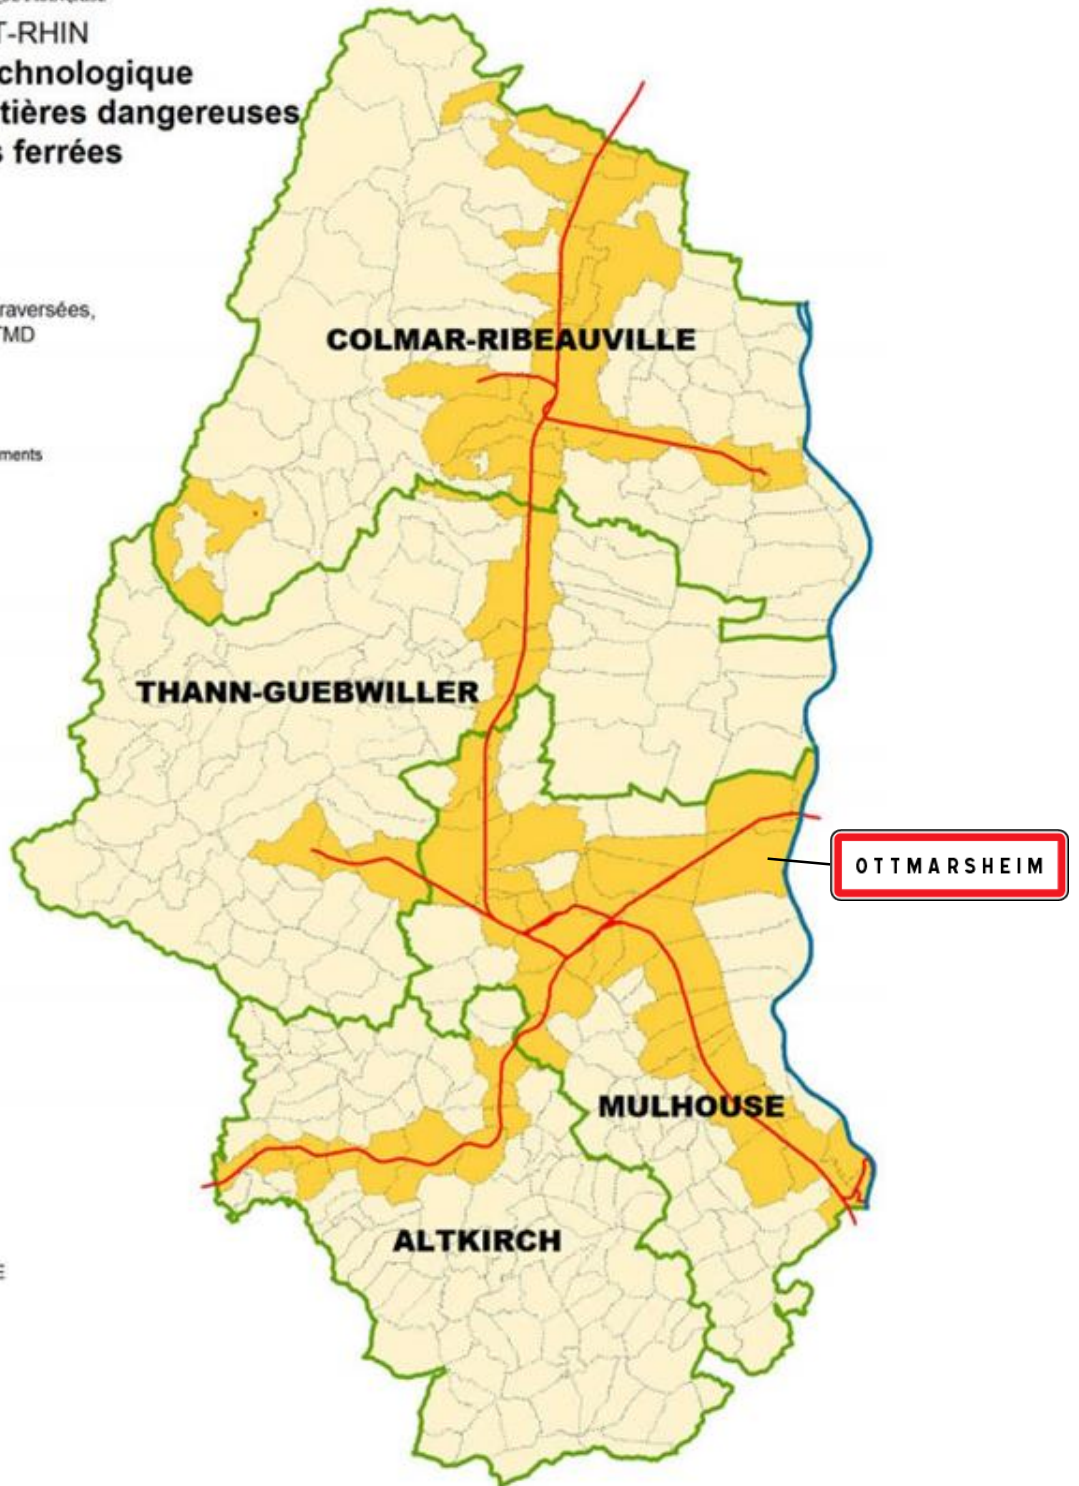 T-RHIN
chnologique
tières dangereuses
s ferrées
raversées,
TMD
COLMAR-RIBEAUVILLE
ments
THANN-GUEBWILLER
OTTMARSHEIM
MULHOUSE
ALTKIRCH
E